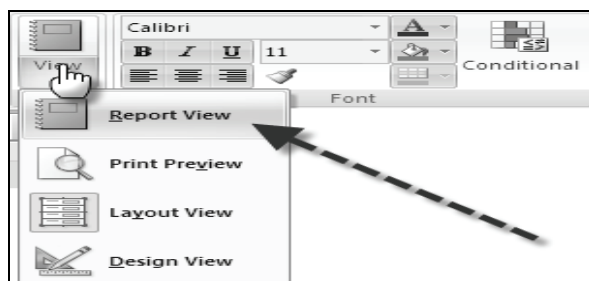 Calibri
B I U 11
View
Conditional
Font
Report View
Print Preview
Layout View
Design View